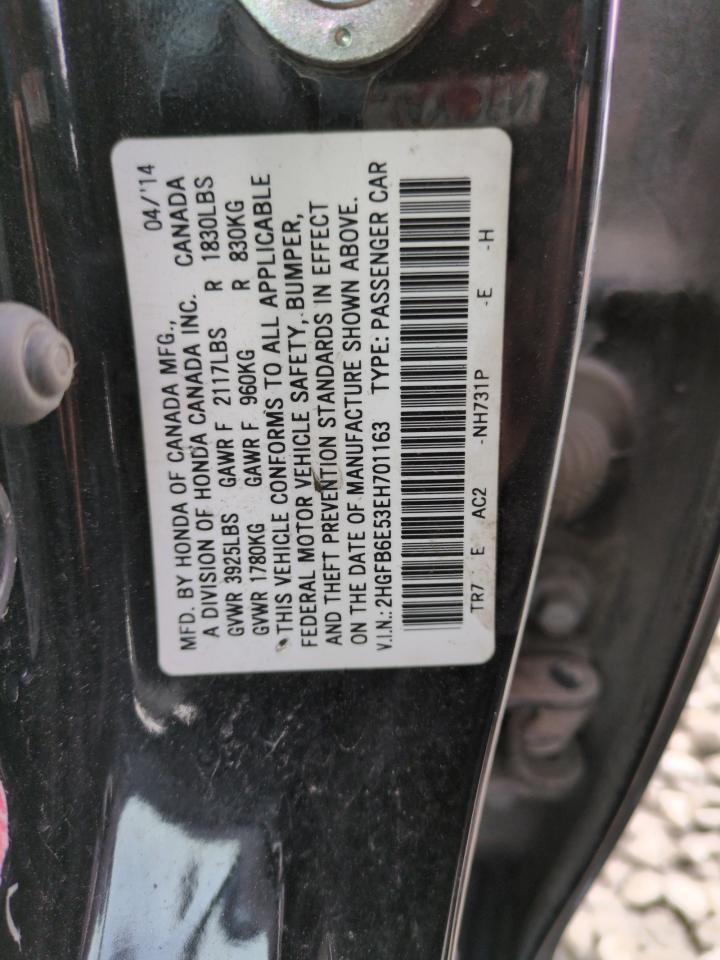 MFD. BY HONDA OF CANADA MFG., 04/'14
A DIVISION OF HONDA CANADA INC. CANADA
GVWR 3925LBS GAWR F 2117LBS R 1830LBS
GVWR 1780KG GAWR F 960KG R 830KG
•THIS VEHICLE CONFORMS TO ALL APPLICABLE
FEDERAL MOTOR VEHICLE SAFETY, BUMPER,
AND THEFT PREVENTION STANDARDS IN EFFECT
ON THE DATE OF MANUFACTURE SHOWN ABOVE.
V.I.N.: 2HGFB6E53EH701163 TYPE: PASSENGER CAR
TR7 E AC2 -NH731P -E -H